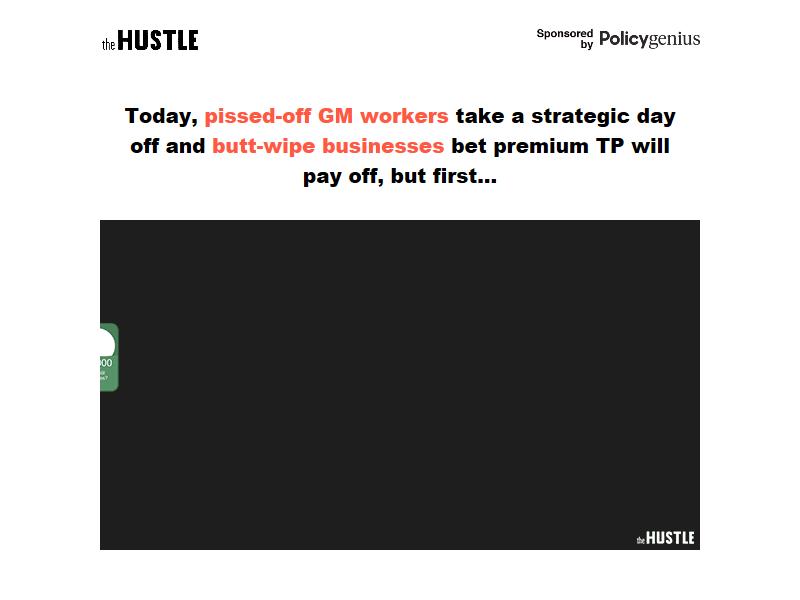 the HUSTLE
Sponsored by Policygenius
Today, pissed-off GM workers take a strategic day
off and butt-wipe businesses bet premium TP will
pay off, but first...
000
the HUSTLE